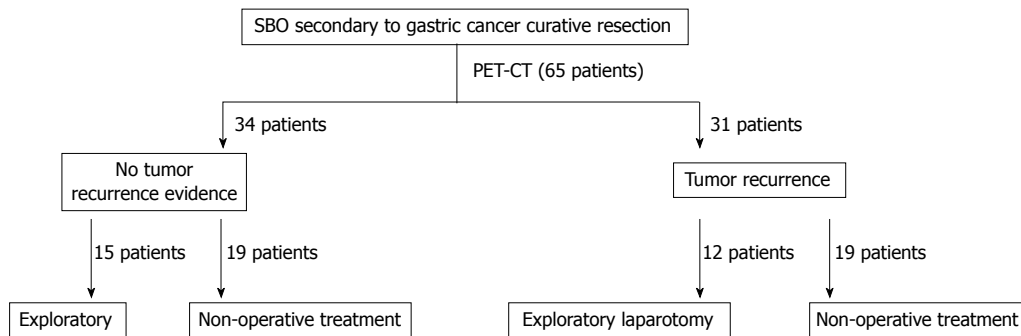 SBO secondary to gastric cancer curative resection
PET-CT (65 patients)
34 patients
31 patients
No tumor
recurrence evidence
Tumor recurrence
15 patients
19 patients
12 patients
19 patients
Exploratory
Non-operative treatment
Exploratory laparotomy
Non-operative treatment